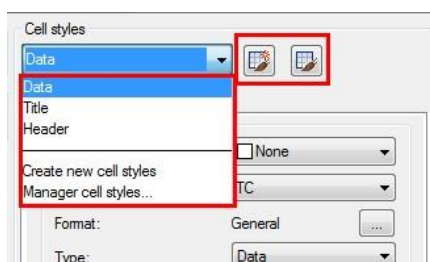 Cell styles
Data
Data
Title
Header
None
Create new cell styles
Manager cell styles...
TC
Format:
General
...
Type:
Data